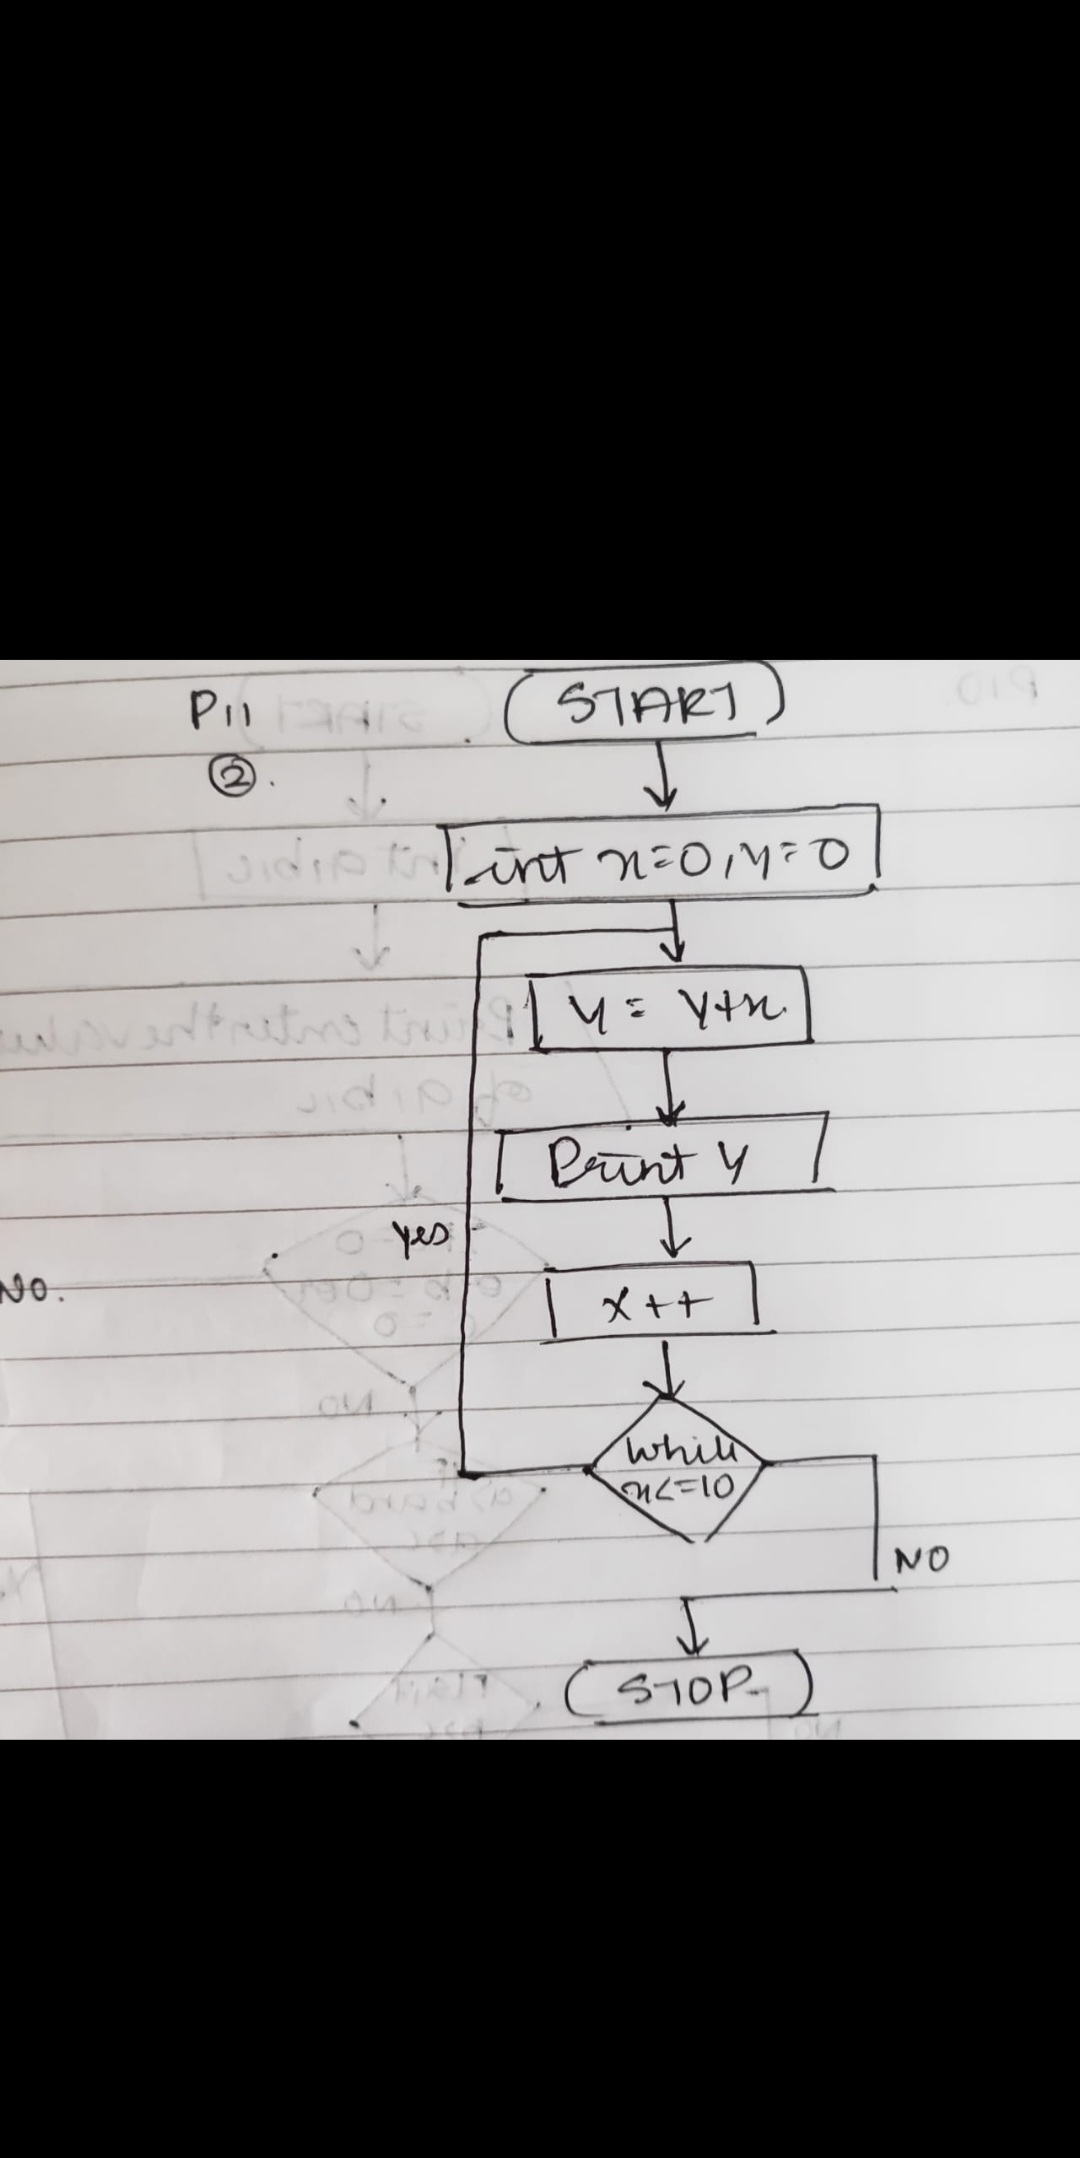 P11
②.
START
int x=0, y=0
y = y+x.
Print y
yes
NO.
x++
while
x<=10
NO
STOP